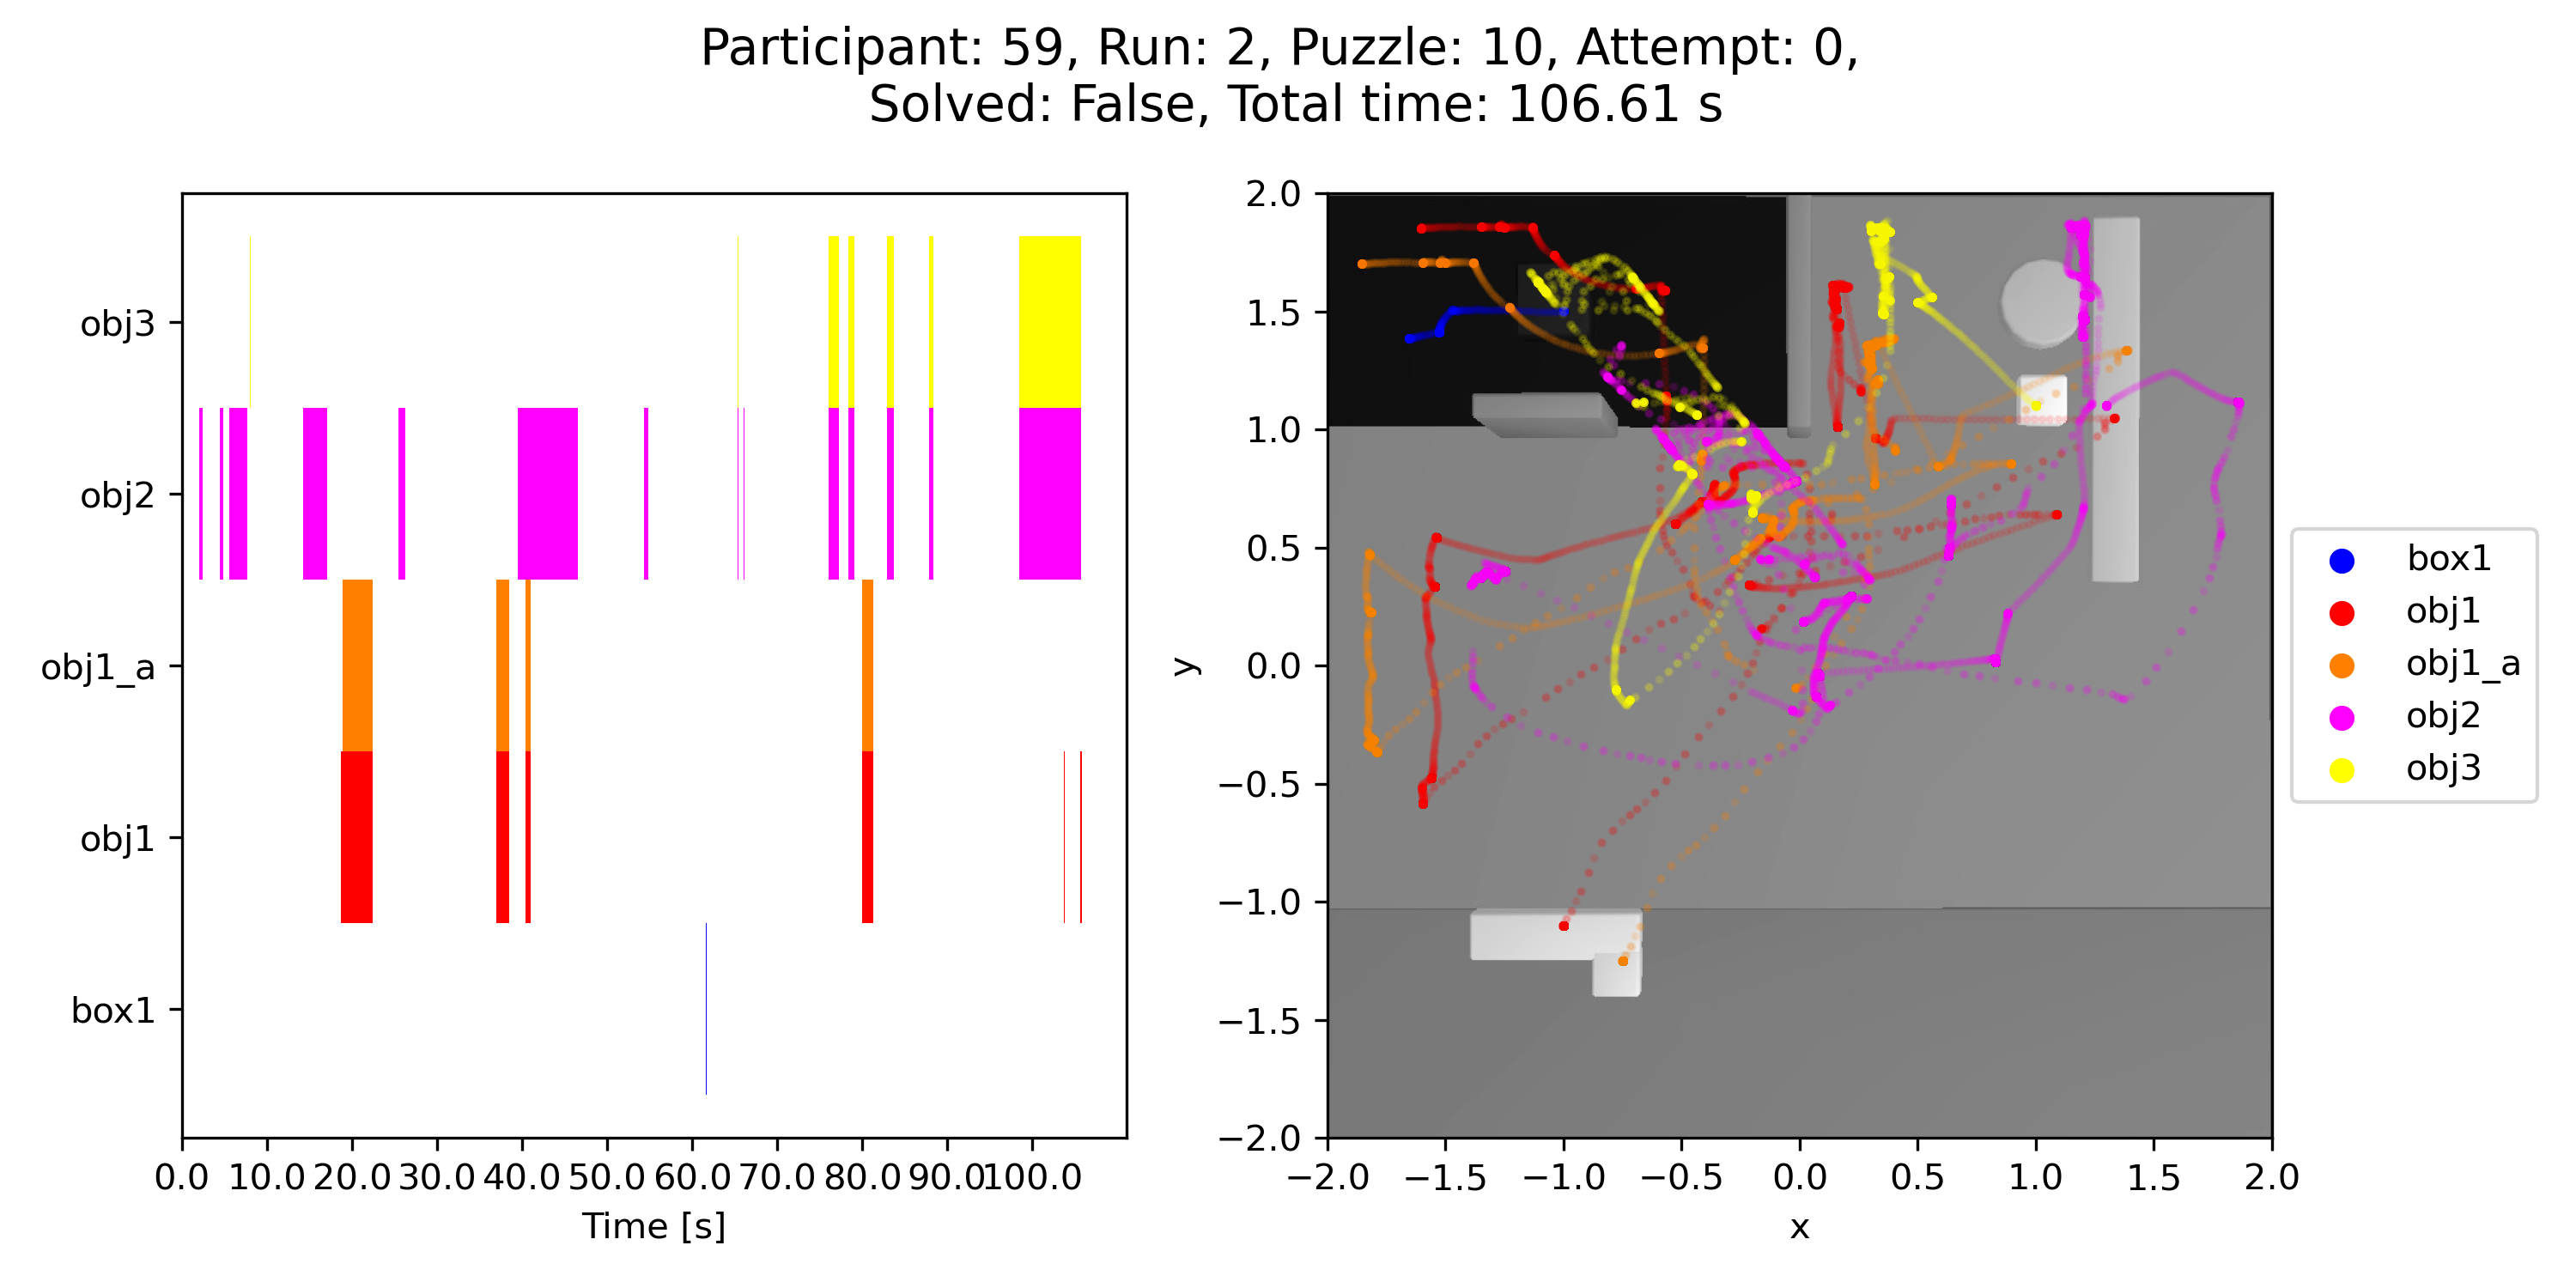 Participant: 59, Run: 2, Puzzle: 10, Attempt: 0,
Solved: False, Total time: 106.61 s
obj3
obj2
obj1_a
obj1
box1
0.0 10.0 20.0 30.0 40.0 50.0 60.0 70.0 80.0 90.0 100.0
Time [s]
2.0
1.5
1.0
0.5
0.0
−0.5
−1.0
−1.5
−2.0
y
−2.0 −1.5 −1.0 −0.5 0.0 0.5 1.0 1.5 2.0
x
box1
obj1
obj1_a
obj2
obj3